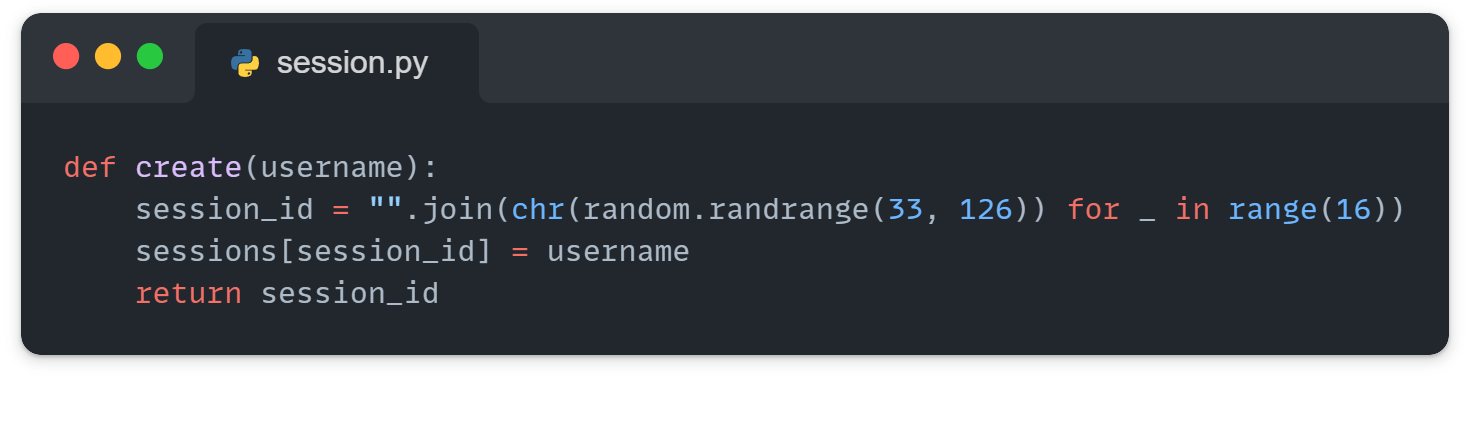 session.py
def create(username):
    session_id = "".join(chr(random.randrange(33, 126)) for _ in range(16))
    sessions[session_id] = username
    return session_id